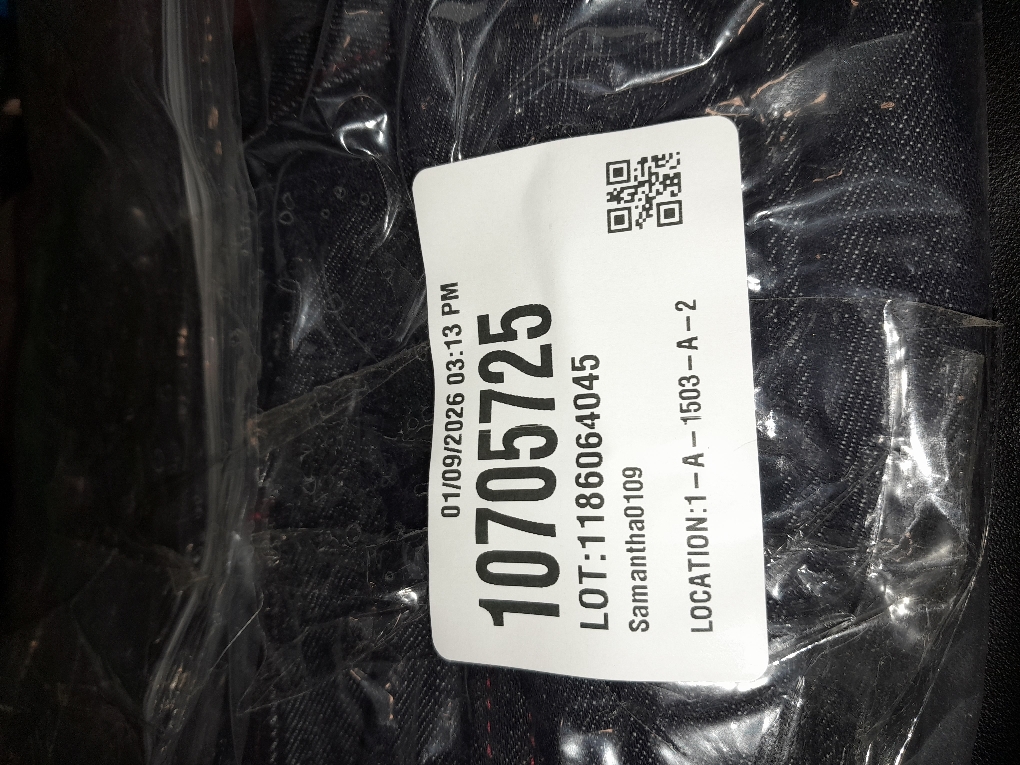 01/09/2026 03:13 PM
10705725
LOT:1186064045
Samantha0109
LOCATION:1-A-1503-A-2